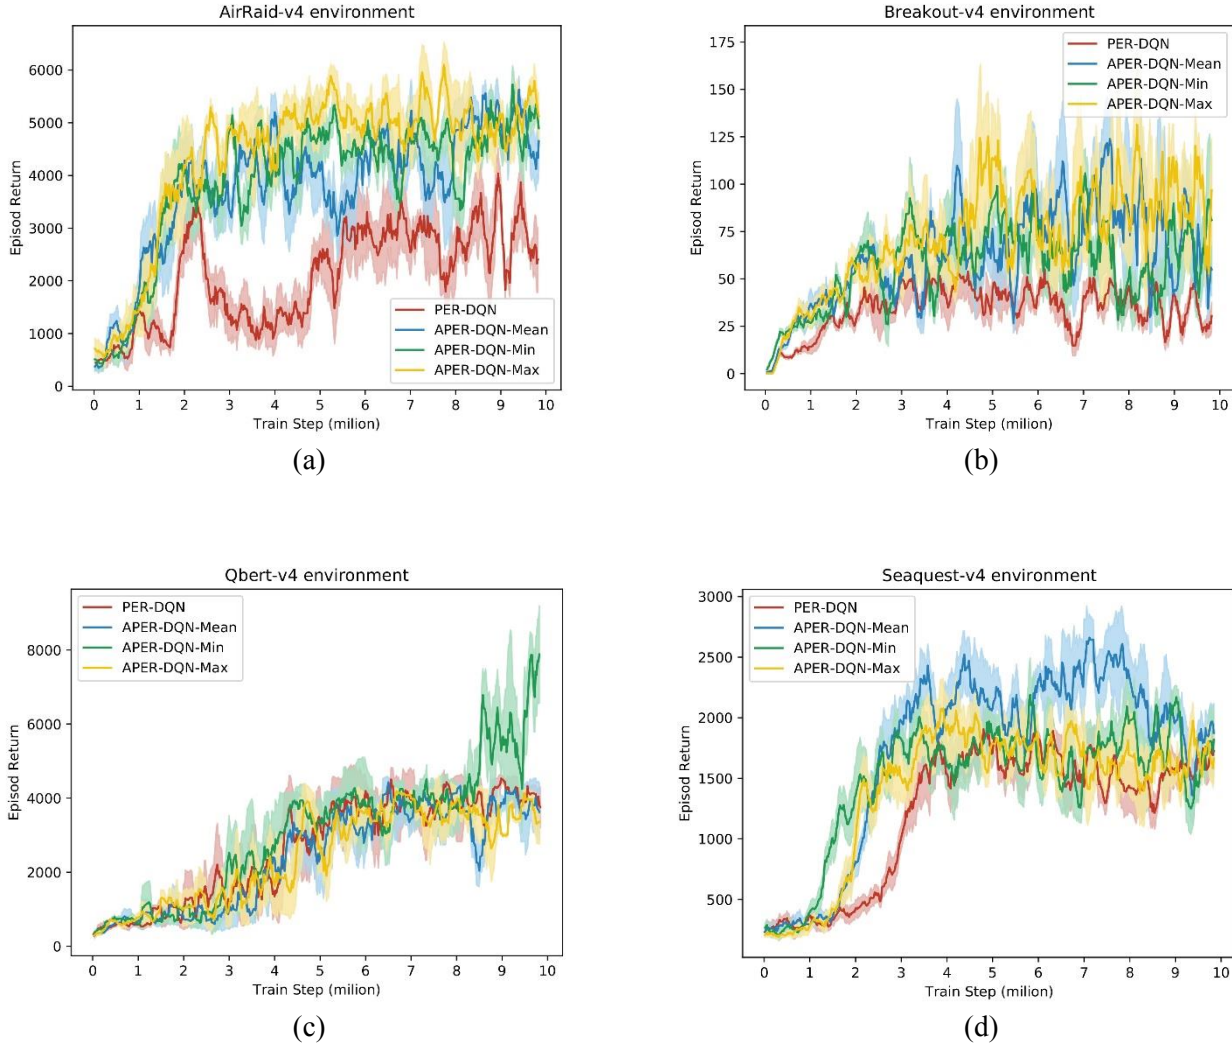 AirRaid-v4 environment
Episod Return
6000
5000
4000
3000
2000
1000
0
PER-DQN
APER-DQN-Mean
APER-DQN-Min
APER-DQN-Max
0 1 2 3 4 5 6 7 8 9 10
Train Step (milion)
(a)
Breakout-v4 environment
Episod Return
175
150
125
100
75
50
25
0
PER-DQN
APER-DQN-Mean
APER-DQN-Min
APER-DQN-Max
0 1 2 3 4 5 6 7 8 9 10
Train Step (milion)
(b)
Qbert-v4 environment
Episod Return
8000
6000
4000
2000
0
PER-DQN
APER-DQN-Mean
APER-DQN-Min
APER-DQN-Max
0 1 2 3 4 5 6 7 8 9 10
Train Step (milion)
(c)
Seaquest-v4 environment
Episod Return
3000
2500
2000
1500
1000
500
PER-DQN
APER-DQN-Mean
APER-DQN-Min
APER-DQN-Max
0 1 2 3 4 5 6 7 8 9 10
Train Step (milion)
(d)